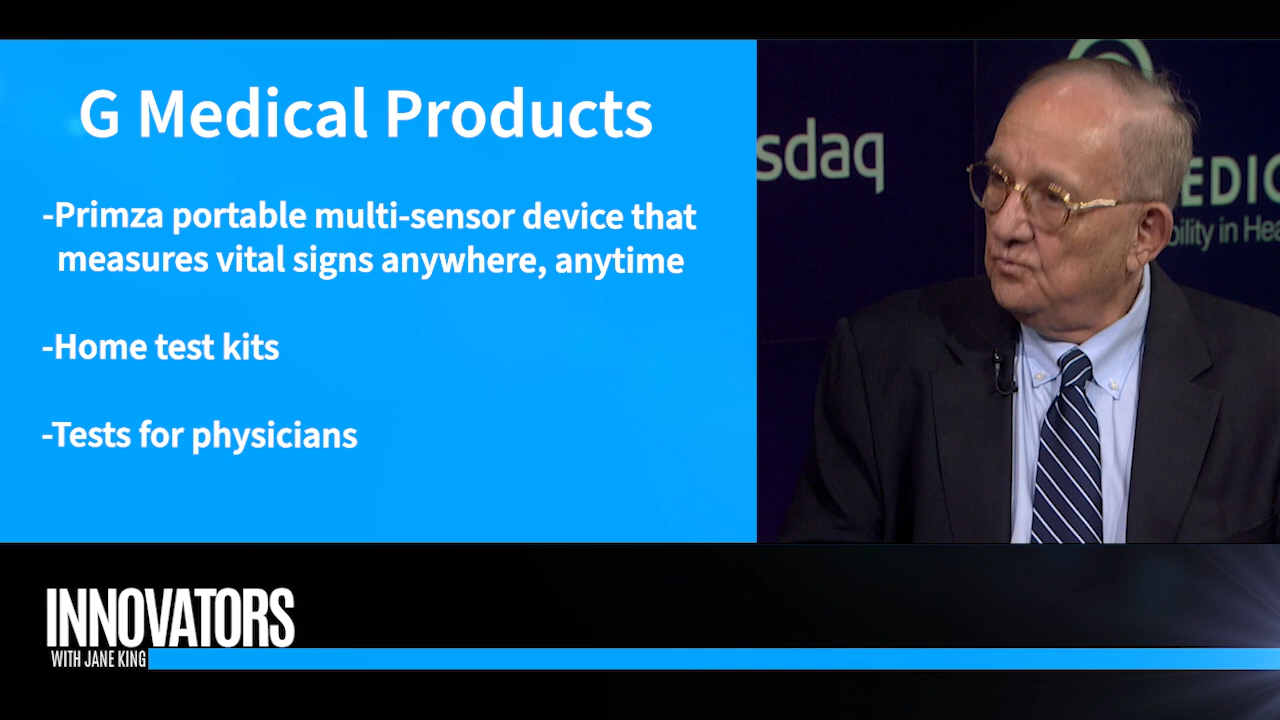 G Medical Products
-Primza portable multi-sensor device that
measures vital signs anywhere, anytime
-Home test kits
-Tests for physicians
sdaq
EDIC
bility in Hea
INNOVATORS
WITH JANE KING